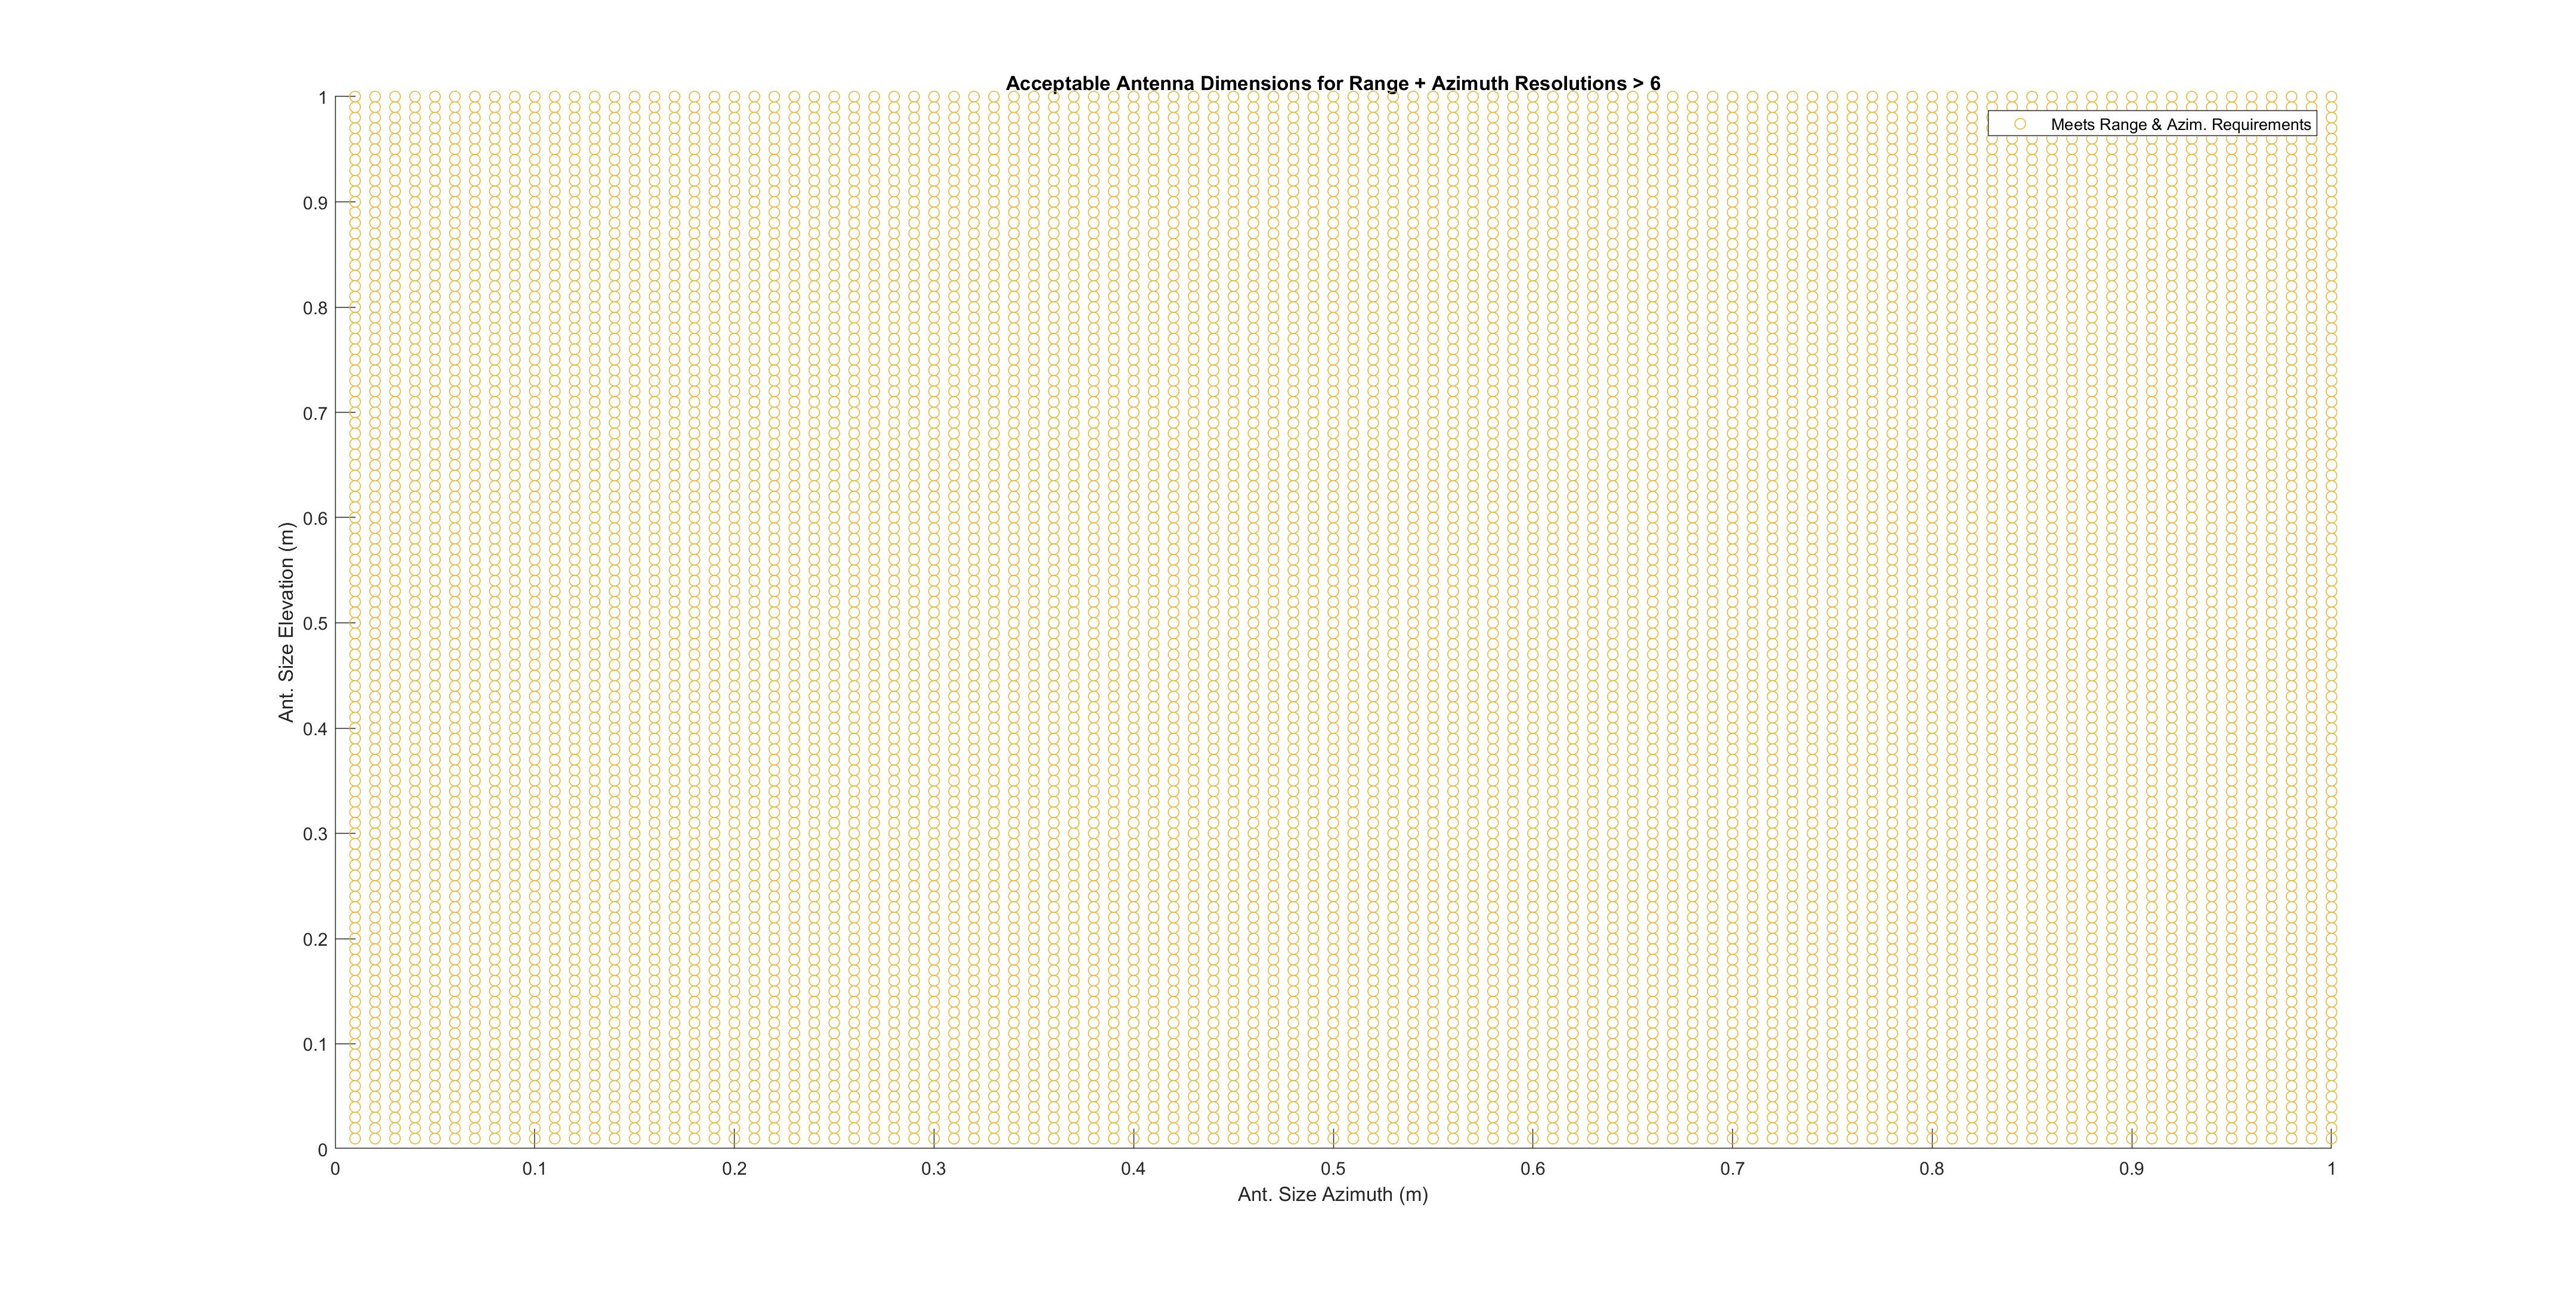 Acceptable Antenna Dimensions for Range + Azimuth Resolutions > 6
Meets Range & Azim. Requirements
1
0.9
0.8
0.7
0.6
0.5
0.4
0.3
0.2
0.1
0
Ant. Size Elevation (m)
0 0.1 0.2 0.3 0.4 0.5 0.6 0.7 0.8 0.9 1
Ant. Size Azimuth (m)